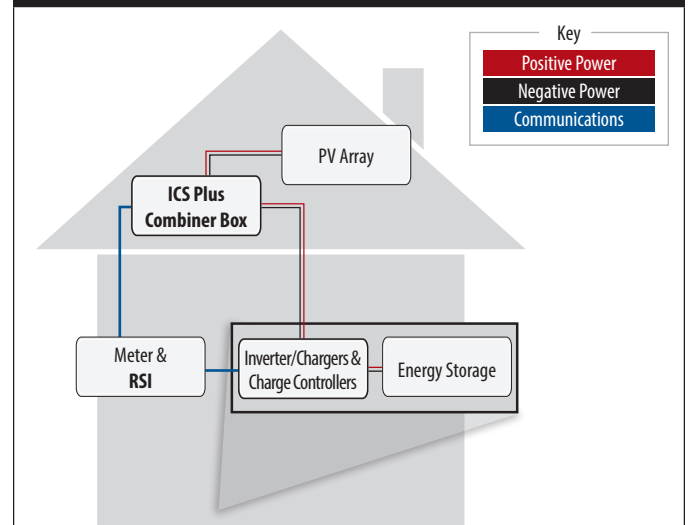 Key
Positive Power
Negative Power
Communications
PV Array
ICS Plus
Combiner Box
Meter &
RSI
Inverter/Chargers &
Charge Controllers
Energy Storage